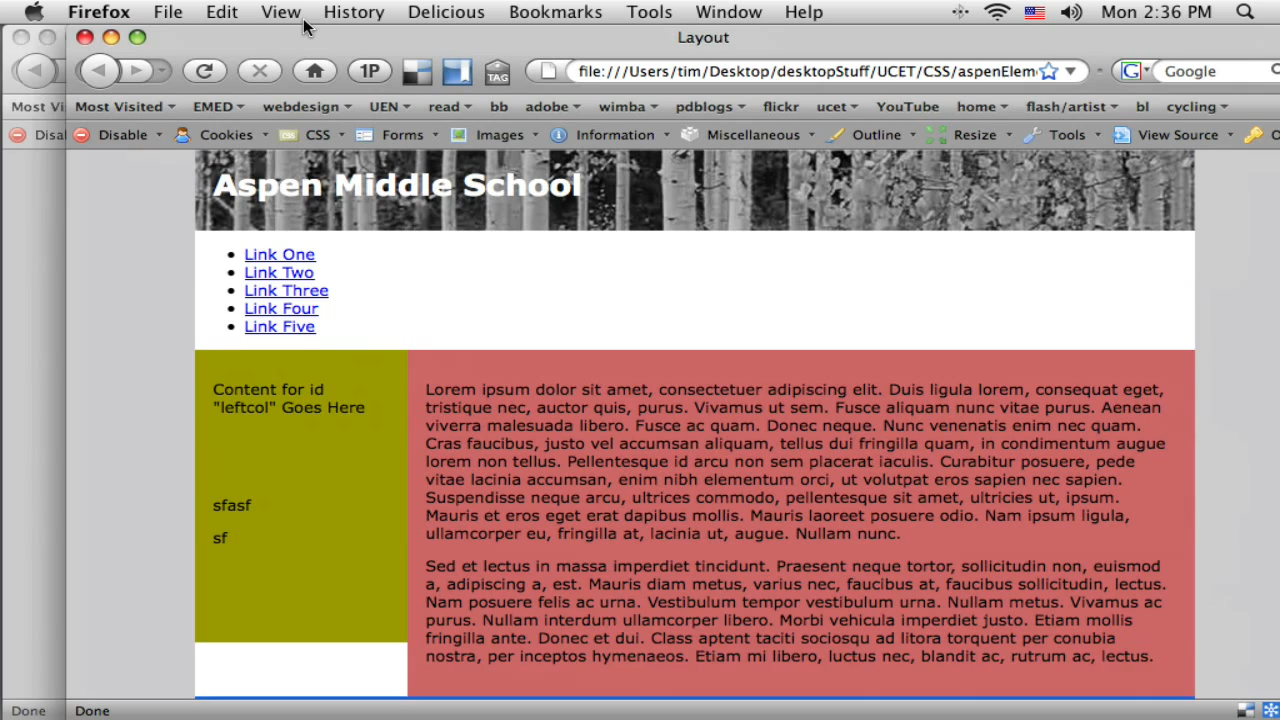 Firefox File Edit View History Delicious Bookmarks Tools Window Help Mon 2:36 PM
Layout
1P TAG file:///Users/tim/Desktop/desktopStuff/UCET/CSS/aspenElem G Google
Most Vi Most Visited EMED webdesign UEN read bb adobe wimba pdblogs flickr ucet YouTube home flash/artist bl cycling
Disal Disable Cookies CSS Forms Images Information Miscellaneous Outline Resize Tools View Source
Aspen Middle School
• Link One
• Link Two
• Link Three
• Link Four
• Link Five
Content for id
"leftcol" Goes Here
sfasf
sf
Lorem ipsum dolor sit amet, consectetuer adipiscing elit. Duis ligula lorem, consequat eget,
tristique nec, auctor quis, purus. Vivamus ut sem. Fusce aliquam nunc vitae purus. Aenean
viverra malesuada libero. Fusce ac quam. Donec neque. Nunc venenatis enim nec quam.
Cras faucibus, justo vel accumsan aliquam, tellus dui fringilla quam, in condimentum augue
lorem non tellus. Pellentesque id arcu non sem placerat iaculis. Curabitur posuere, pede
vitae lacinia accumsan, enim nibh elementum orci, ut volutpat eros sapien nec sapien.
Suspendisse neque arcu, ultrices commodo, pellentesque sit amet, ultricies ut, ipsum.
Mauris et eros eget erat dapibus mollis. Mauris laoreet posuere odio. Nam ipsum ligula,
ullamcorper eu, fringilla at, lacinia ut, augue. Nullam nunc.
Sed et lectus in massa imperdiet tincidunt. Praesent neque tortor, sollicitudin non, euismod
a, adipiscing a, est. Mauris diam metus, varius nec, faucibus at, faucibus sollicitudin, lectus.
Nam posuere felis ac urna. Vestibulum tempor vestibulum urna. Nullam metus. Vivamus ac
purus. Nullam interdum ullamcorper libero. Morbi vehicula imperdiet justo. Etiam mollis
fringilla ante. Donec et dui. Class aptent taciti sociosqu ad litora torquent per conubia
nostra, per inceptos hymenaeos. Etiam mi libero, luctus nec, blandit ac, rutrum ac, lectus.
Done Done